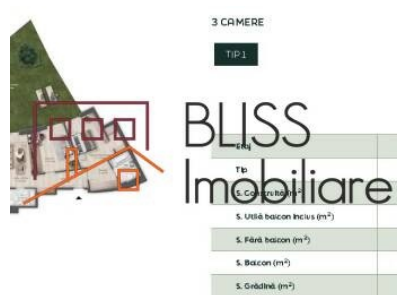 3 CAMERE
TIP 1
BLISS
Imobiliare
Etaj
Tip
S. Construită (m²)
S. Utilă balcon inclus (m²)
S. Fără balcon (m²)
S. Balcon (m²)
S. Grădină (m²)